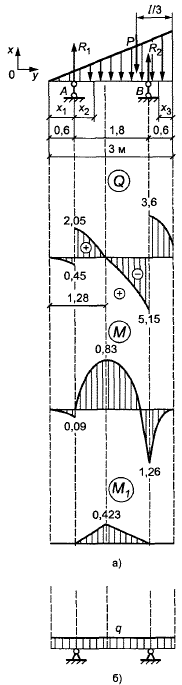 l/3
x P R₁ R₂
0 y A x₁ x₂ B x₃
0,6 1,8 0,6
3 м
Q
3,6
2,05
+ −
0,45 +
1,28 5,15
M
0,83
0,09 1,26
M₁
0,423
а)
q
б)